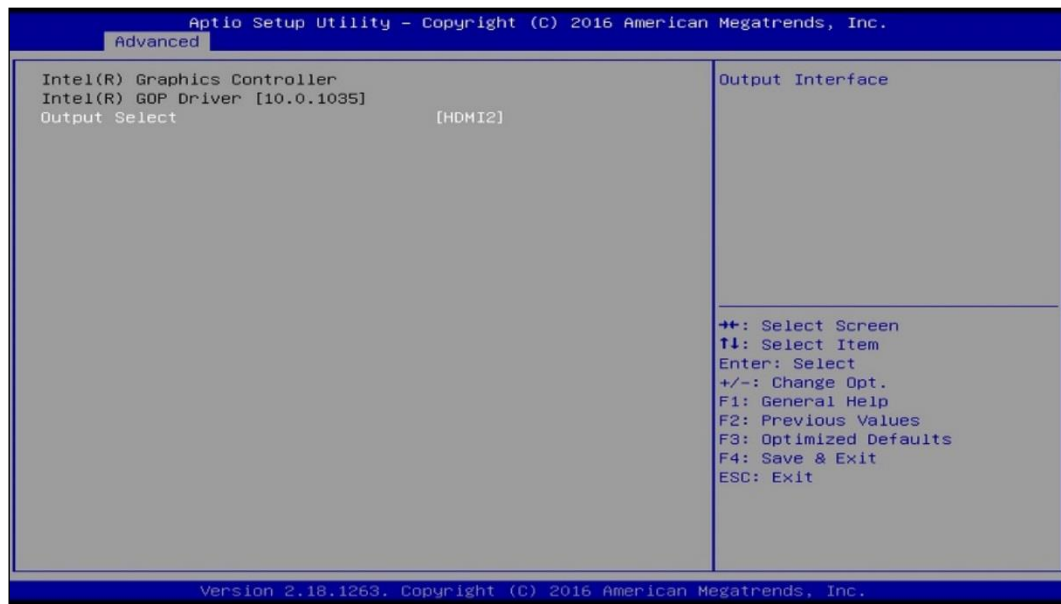 Aptio Setup Utility – Copyright (C) 2016 American Megatrends, Inc.
Advanced
Intel(R) Graphics Controller
Intel(R) GOP Driver [10.0.1035]
Output Select [HDMI2]
Output Interface
→←: Select Screen
↑↓: Select Item
Enter: Select
+/-: Change Opt.
F1: General Help
F2: Previous Values
F3: Optimized Defaults
F4: Save & Exit
ESC: Exit
Version 2.18.1263. Copyright (C) 2016 American Megatrends, Inc.